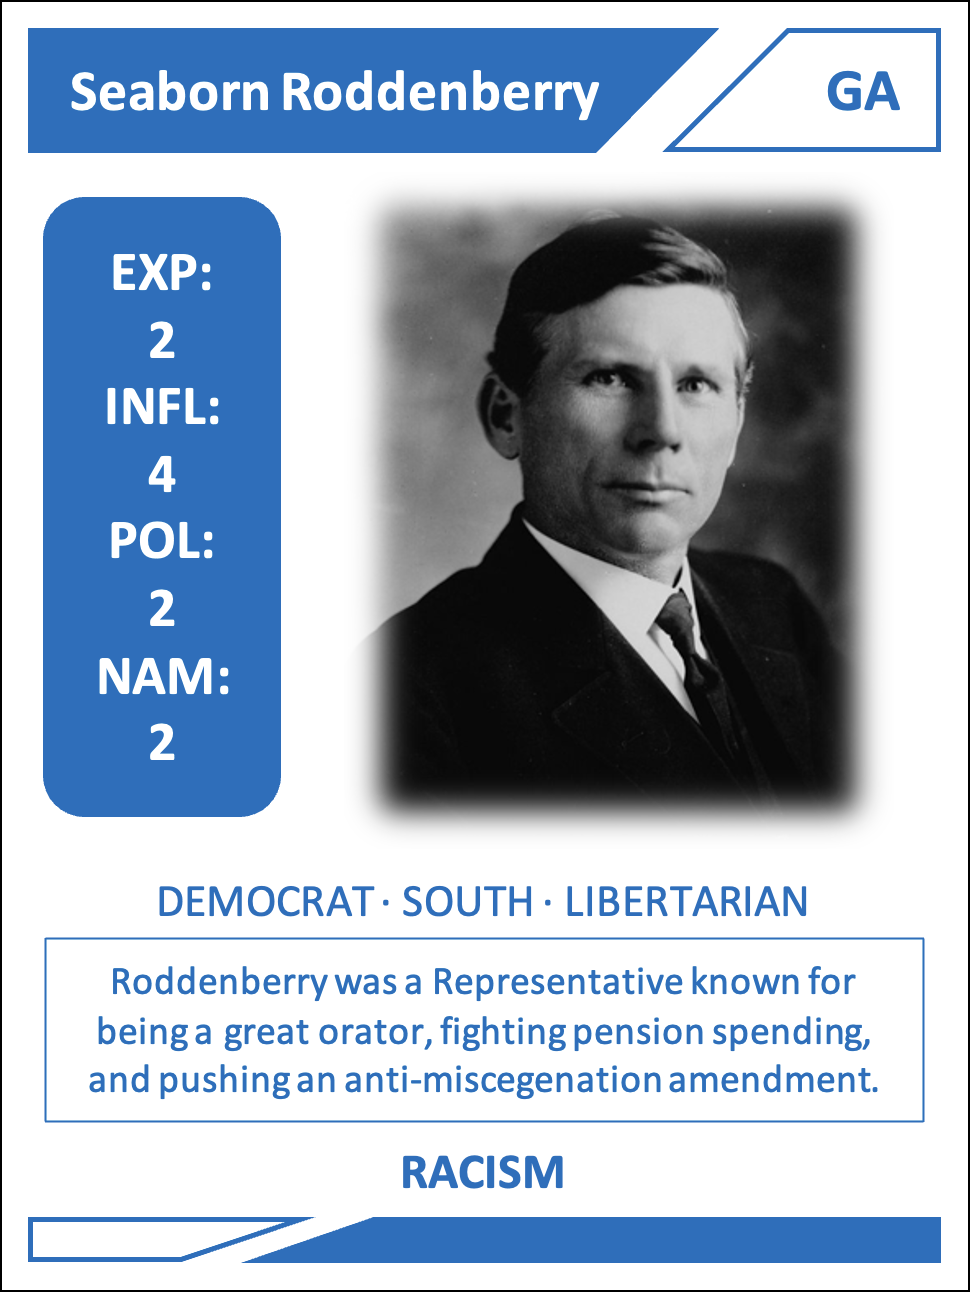 Seaborn Roddenberry
GA
EXP:
2
INFL:
4
POL:
2
NAM:
2
DEMOCRAT · SOUTH · LIBERTARIAN
Roddenberry was a Representative known for
being a great orator, fighting pension spending,
and pushing an anti-miscegenation amendment.
RACISM